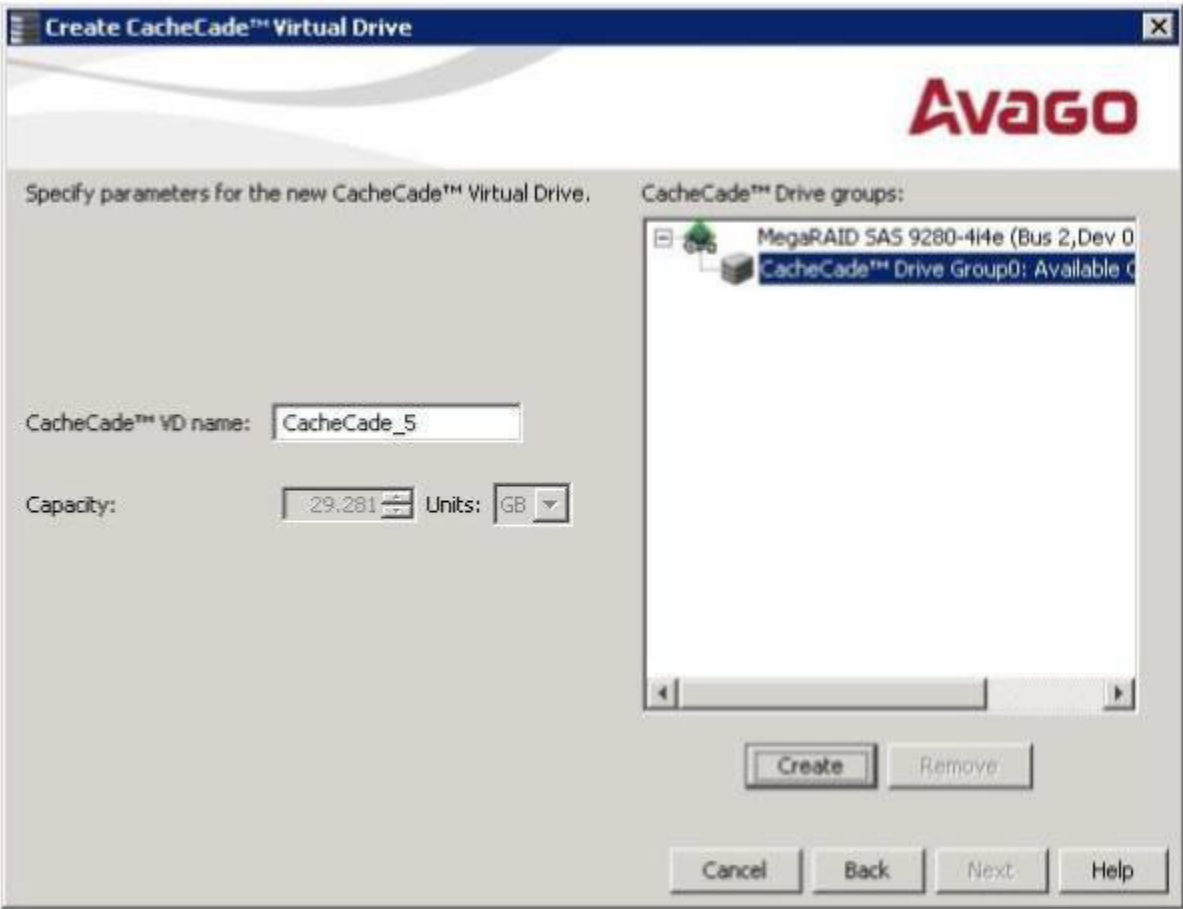 Create CacheCade™ Virtual Drive
Avago
Specify parameters for the new CacheCade™ Virtual Drive.
CacheCade™ Drive groups:
MegaRAID SAS 9280-4i4e (Bus 2,Dev 0
CacheCade™ Drive Group0: Available C
CacheCade™ VD name: CacheCade_5
Capacity: 29.281 Units: GB
Create Remove
Cancel Back Next Help